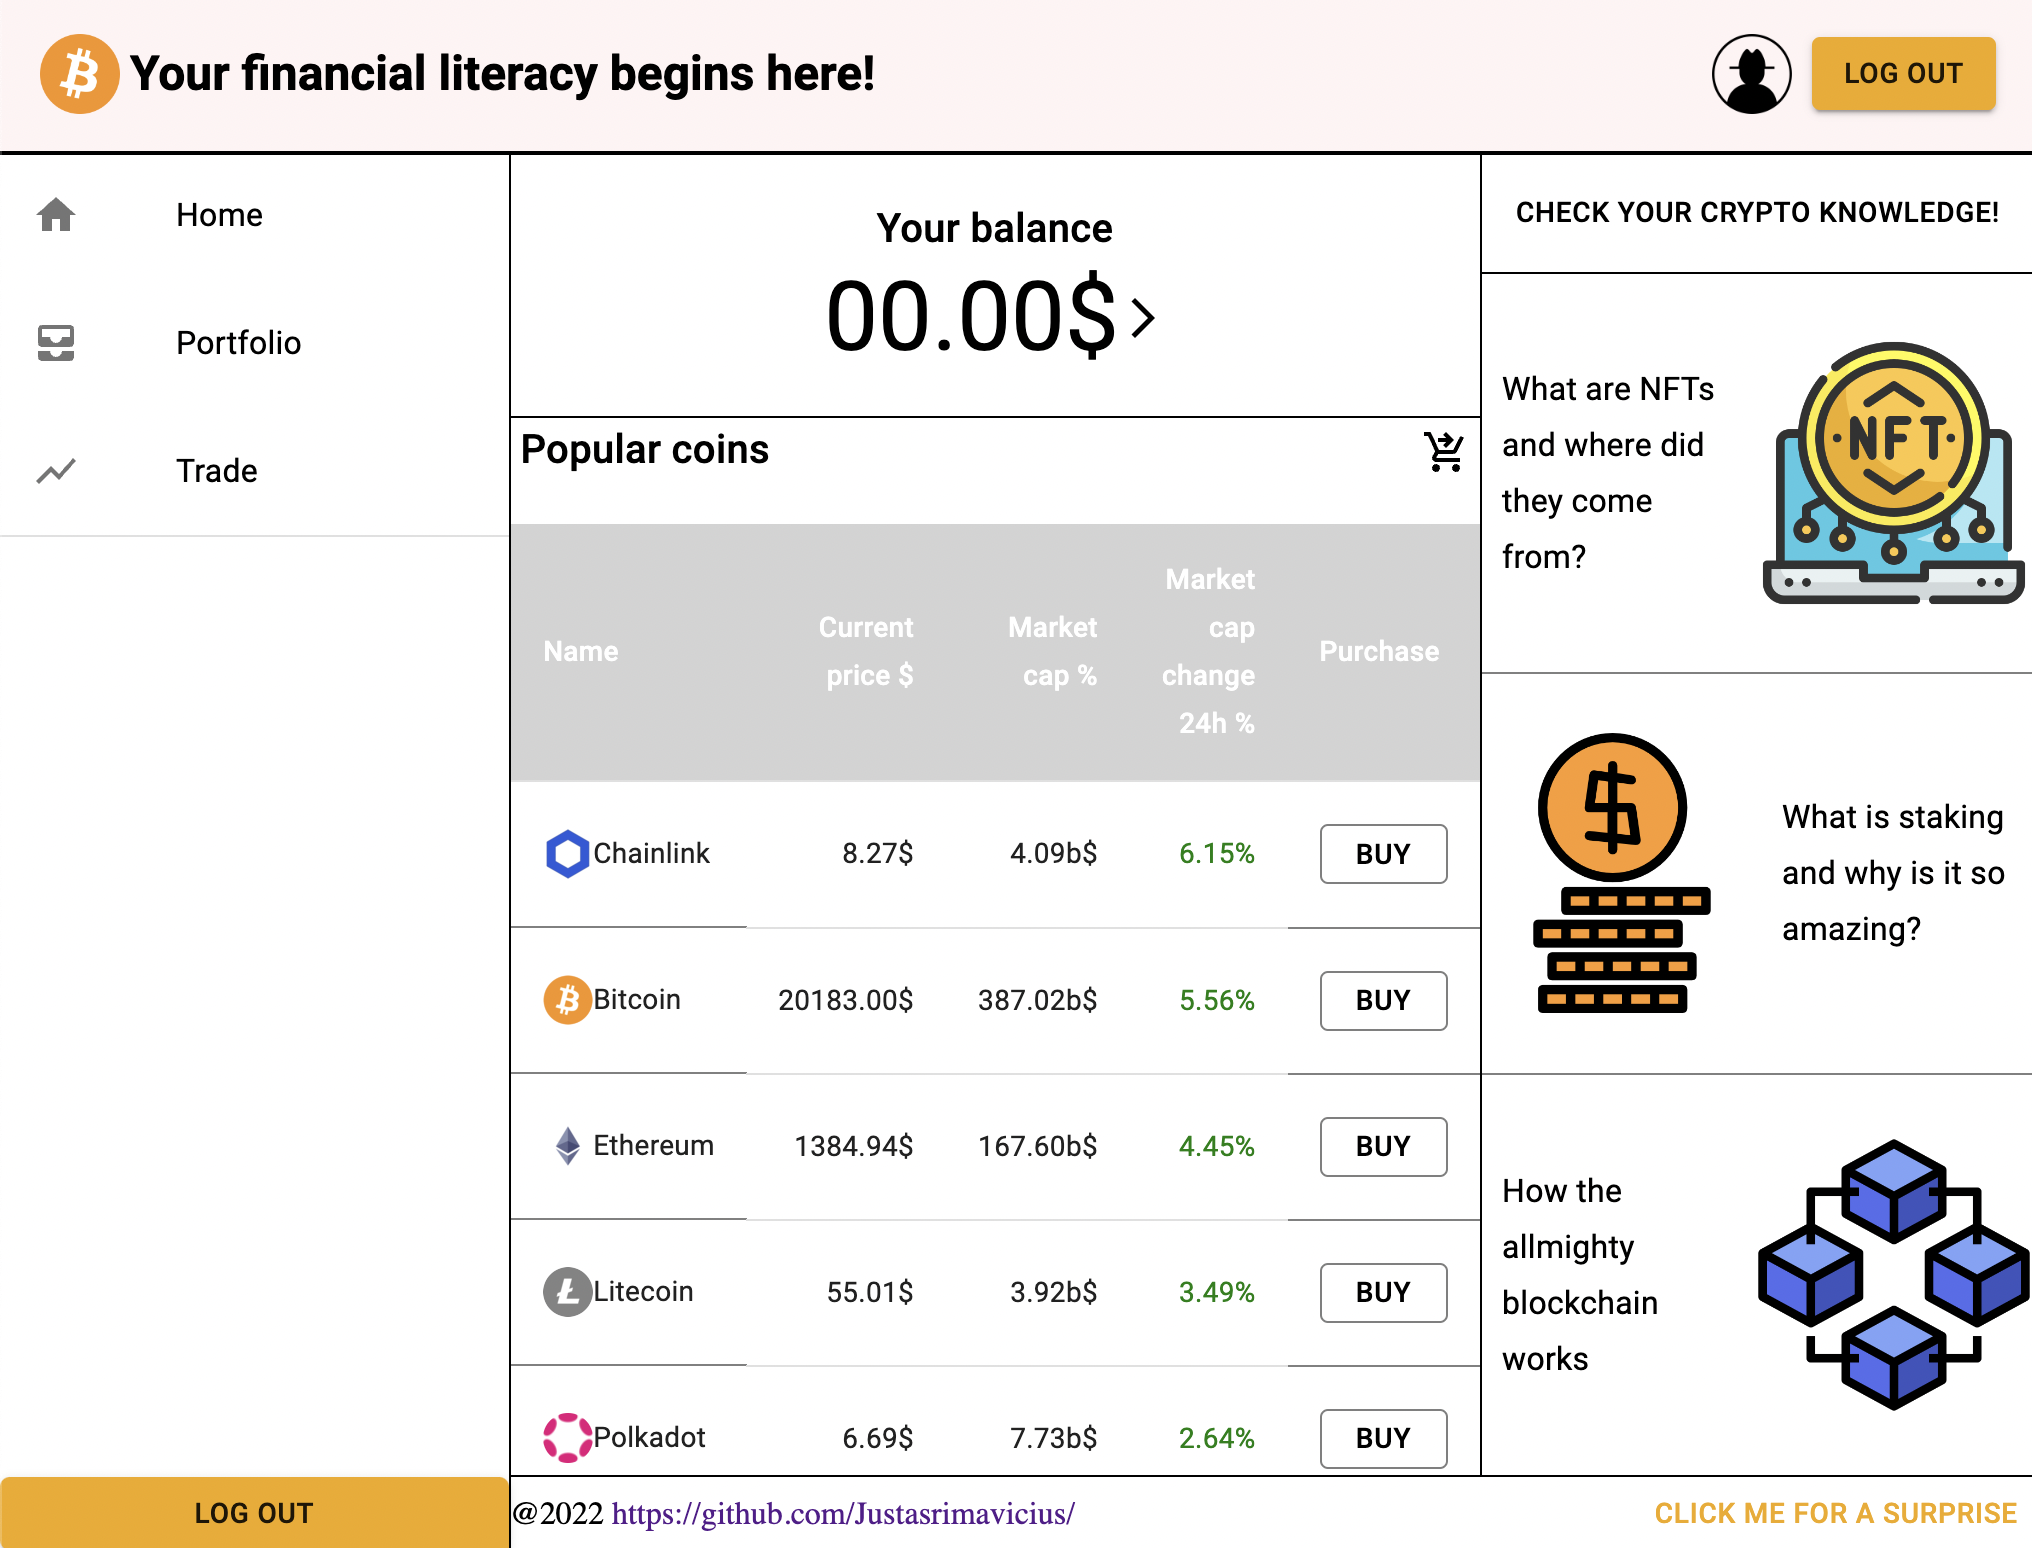 Your financial literacy begins here!
LOG OUT
Home
Portfolio
Trade
LOG OUT
Your balance
00.00$
Popular coins
Name
Current
price $
Market
cap %
Market
cap
change
24h %
Purchase
Chainlink 8.27$ 4.09b$ 6.15% BUY
Bitcoin 20183.00$ 387.02b$ 5.56% BUY
Ethereum 1384.94$ 167.60b$ 4.45% BUY
Litecoin 55.01$ 3.92b$ 3.49% BUY
Polkadot 6.69$ 7.73b$ 2.64% BUY
CHECK YOUR CRYPTO KNOWLEDGE!
What are NFTs
and where did
they come
from?
NFT
What is staking
and why is it so
amazing?
How the
allmighty
blockchain
works
@2022 https://github.com/Justasrimavicius/
CLICK ME FOR A SURPRISE